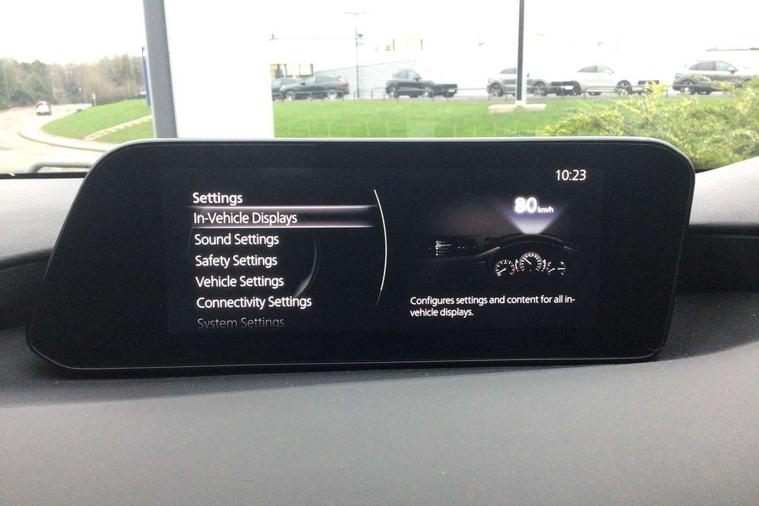 10:23
Settings
In-Vehicle Displays
Sound Settings
Safety Settings
Vehicle Settings
Connectivity Settings
System Settings
80 km/h
Configures settings and content for all in-
vehicle displays.